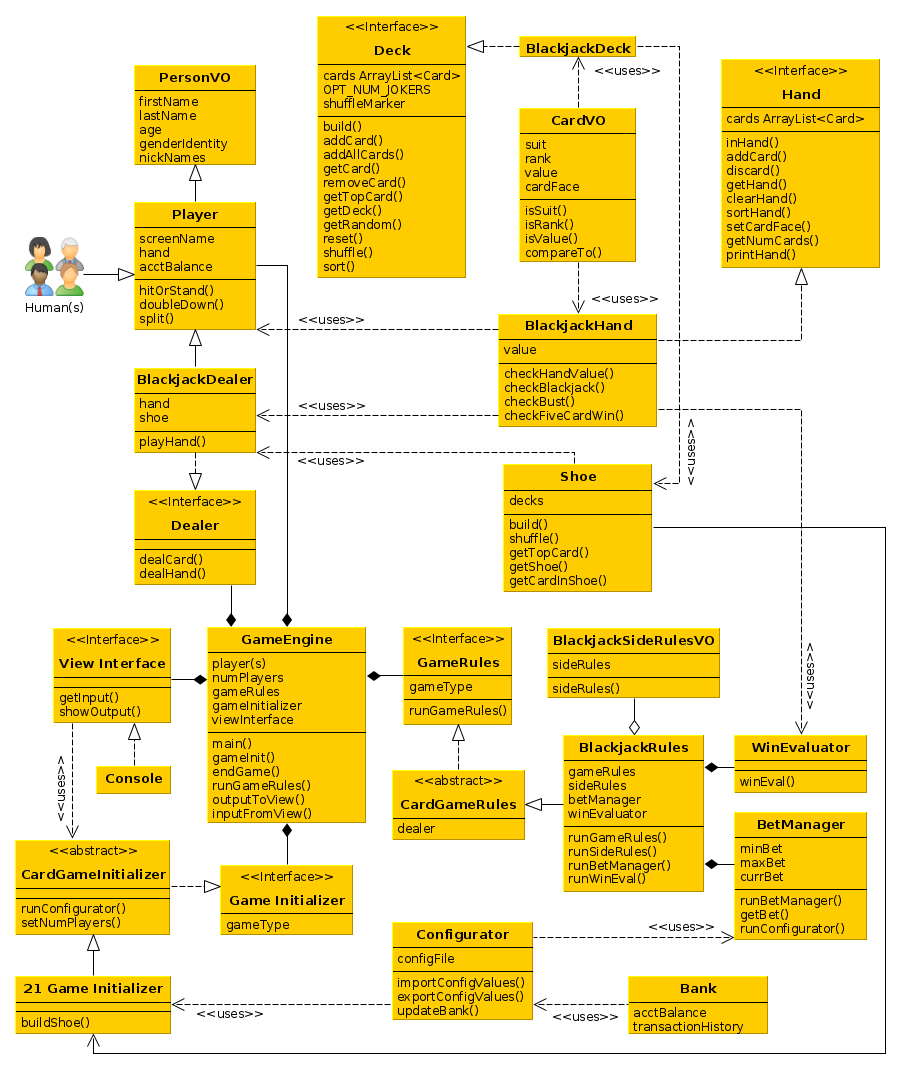 <<Interface>>
Deck
cards ArrayList<Card>
OPT_NUM_JOKERS
shuffleMarker
build()
addCard()
addAllCards()
getCard()
removeCard()
getTopCard()
getDeck()
getRandom()
reset()
shuffle()
sort()
BlackjackDeck
<<uses>>
PersonVO
firstName
lastName
age
genderIdentity
nickNames
CardVO
suit
rank
value
cardFace
isSuit()
isRank()
isValue()
compareTo()
<<uses>>
<<Interface>>
Hand
cards ArrayList<Card>
inHand()
addCard()
discard()
getHand()
clearHand()
sortHand()
setCardFace()
getNumCards()
printHand()
Player
screenName
hand
acctBalance
hitOrStand()
doubleDown()
split()
Human(s)
<<uses>>
BlackjackHand
value
checkHandValue()
checkBlackjack()
checkBust()
checkFiveCardWin()
BlackjackDealer
hand
shoe
playHand()
<<uses>>
<<uses>>
<<uses>>
Shoe
decks
build()
shuffle()
getTopCard()
getShoe()
getCardInShoe()
<<Interface>>
Dealer
dealCard()
dealHand()
<<Interface>>
View Interface
getInput()
showOutput()
GameEngine
player(s)
numPlayers
gameRules
gameInitializer
viewInterface
main()
gameInit()
endGame()
runGameRules()
outputToView()
inputFromView()
<<Interface>>
GameRules
gameType
runGameRules()
BlackjackSideRulesVO
sideRules
sideRules()
<<uses>>
Console
<<uses>>
<<abstract>>
CardGameRules
dealer
BlackjackRules
gameRules
sideRules
betManager
winEvaluator
runGameRules()
runSideRules()
runBetManager()
runWinEval()
WinEvaluator
winEval()
BetManager
minBet
maxBet
currBet
runBetManager()
getBet()
runConfigurator()
<<abstract>>
CardGameInitializer
runConfigurator()
setNumPlayers()
<<Interface>>
Game Initializer
gameType
Configurator
configFile
importConfigValues()
exportConfigValues()
updateBank()
<<uses>>
21 Game Initializer
buildShoe()
<<uses>>
<<uses>>
Bank
acctBalance
transactionHistory